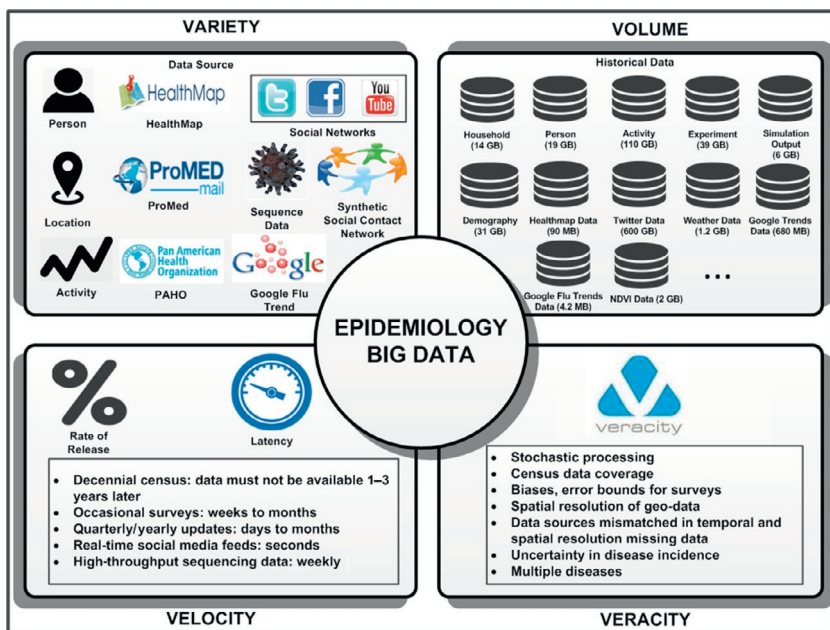 VARIETY
Data Source
Person
HealthMap
HealthMap
You
Tube
Social Networks
Location
ProMED
mail
ProMed
Sequence
Data
Synthetic
Social Contact
Network
Activity
Pan American
Health
Organization
PAHO
Google
Google Flu
Trend
VOLUME
Historical Data
Household
(14 GB)
Person
(19 GB)
Activity
(110 GB)
Experiment
(39 GB)
Simulation
Output
(6 GB)
Demography
(31 GB)
Healthmap Data
(90 MB)
Twitter Data
(600 GB)
Weather Data
(1.2 GB)
Google Trends
Data (680 MB)
Google Flu Trends
Data (4.2 MB)
NDVI Data (2 GB)
...
EPIDEMIOLOGY
BIG DATA
%
Rate of
Release
Latency
• Decennial census: data must not be available 1–3
years later
• Occasional surveys: weeks to months
• Quarterly/yearly updates: days to months
• Real-time social media feeds: seconds
• High-throughput sequencing data: weekly
VELOCITY
veracity
• Stochastic processing
• Census data coverage
• Biases, error bounds for surveys
• Spatial resolution of geo-data
• Data sources mismatched in temporal and
spatial resolution missing data
• Uncertainty in disease incidence
• Multiple diseases
VERACITY